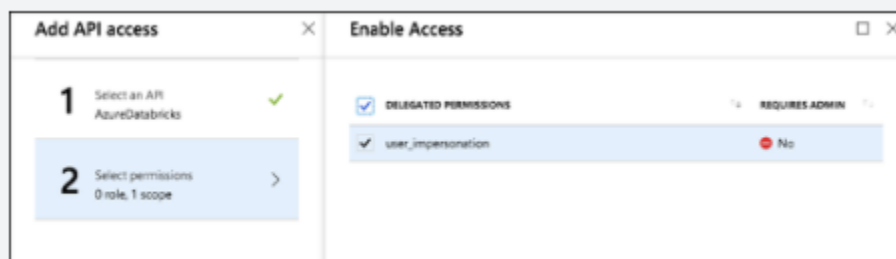 Add API access
Enable Access
1
Select an API
AzureDatabricks
DELEGATED PERMISSIONS
REQUIRES ADMIN
user_impersonation
No
2
Select permissions
0 role, 1 scope